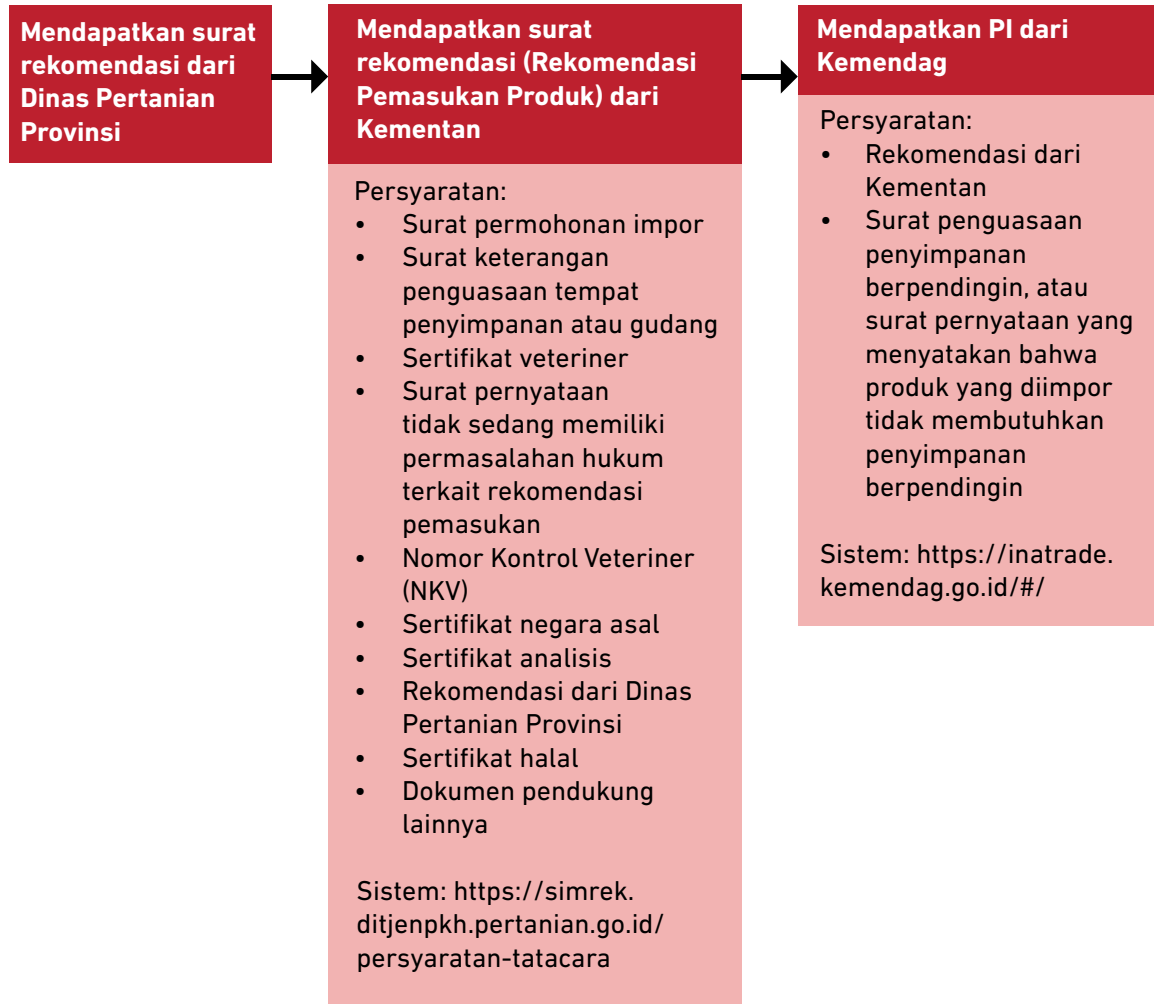 Mendapatkan surat
rekomendasi dari
Dinas Pertanian
Provinsi
Mendapatkan surat
rekomendasi (Rekomendasi
Pemasukan Produk) dari
Kementan
Persyaratan:
• Surat permohonan impor
• Surat keterangan
penguasaan tempat
penyimpanan atau gudang
• Sertifikat veteriner
• Surat pernyataan
tidak sedang memiliki
permasalahan hukum
terkait rekomendasi
pemasukan
• Nomor Kontrol Veteriner
(NKV)
• Sertifikat negara asal
• Sertifikat analisis
• Rekomendasi dari Dinas
Pertanian Provinsi
• Sertifikat halal
• Dokumen pendukung
lainnya
Sistem: https://simrek.
ditjenpkh.pertanian.go.id/
persyaratan-tatacara
Mendapatkan PI dari
Kemendag
Persyaratan:
• Rekomendasi dari
Kementan
• Surat penguasaan
penyimpanan
berpendingin, atau
surat pernyataan yang
menyatakan bahwa
produk yang diimpor
tidak membutuhkan
penyimpanan
berpendingin
Sistem: https://inatrade.
kemendag.go.id/#/